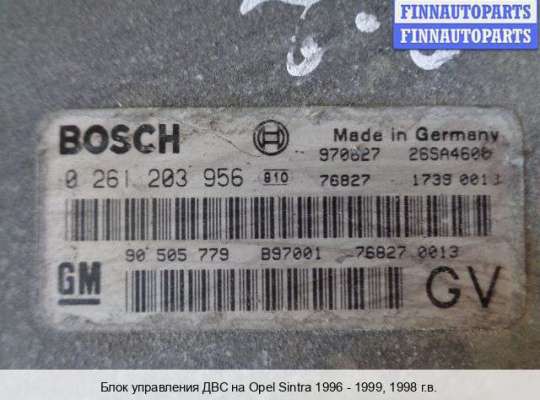 FINNAUTOPARTS
FINNAUTOPARTS
BOSCH
Made in Germany
970827 26SA4606
0 261 203 956 910 76827 1739 0013
90 505 779 B97001 76827 0013
GM
GV
Блок управления ДВС на Opel Sintra 1996 - 1999, 1998 г.в.